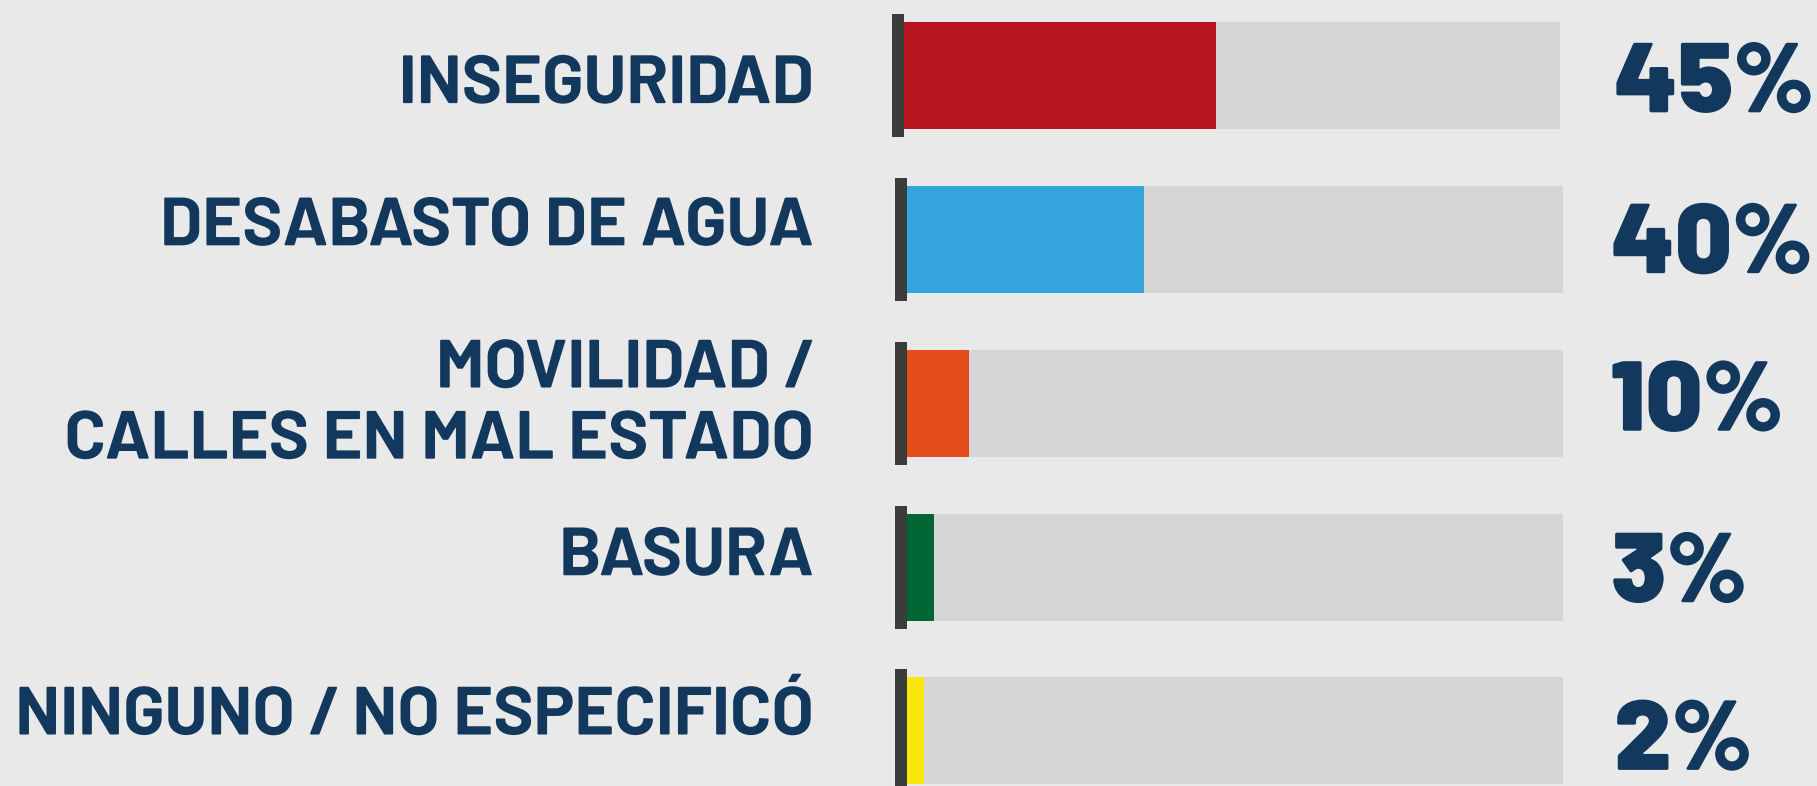 INSEGURIDAD 45%
DESABASTO DE AGUA 40%
MOVILIDAD /
CALLES EN MAL ESTADO 10%
BASURA 3%
NINGUNO / NO ESPECIFICÓ 2%